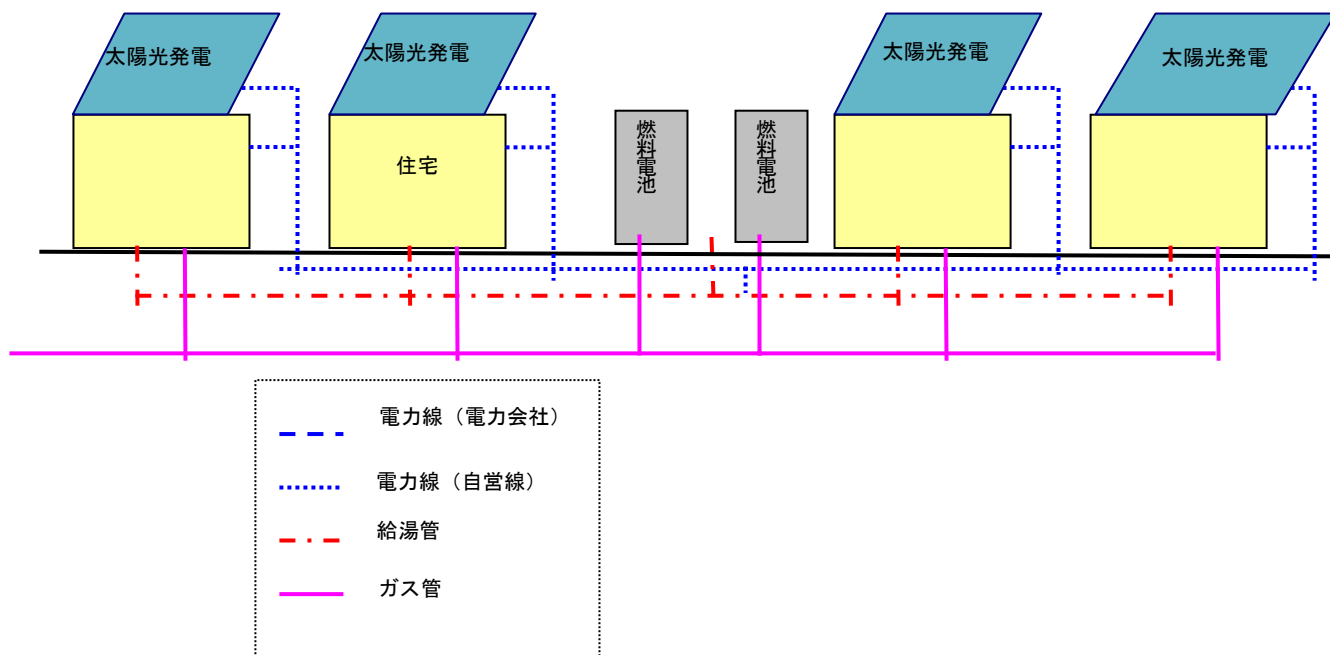 太陽光発電
太陽光発電
太陽光発電
太陽光発電
燃料電池
燃料電池
住宅
電力線（電力会社）
電力線（自営線）
給湯管
ガス管